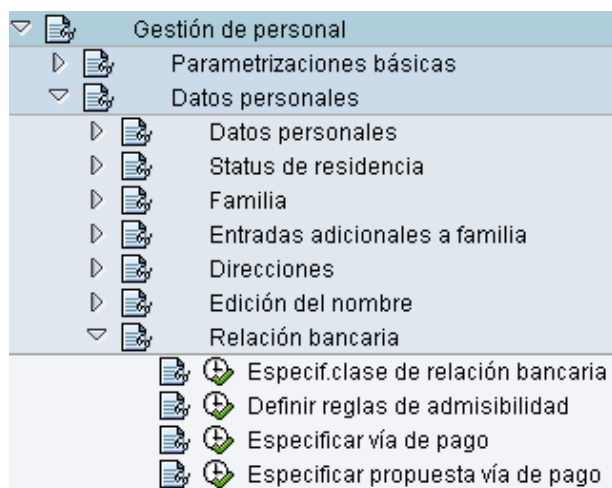 Gestión de personal
Parametrizaciones básicas
Datos personales
Datos personales
Status de residencia
Familia
Entradas adicionales a familia
Direcciones
Edición del nombre
Relación bancaria
Especif.clase de relación bancaria
Definir reglas de admisibilidad
Especificar vía de pago
Especificar propuesta vía de pago